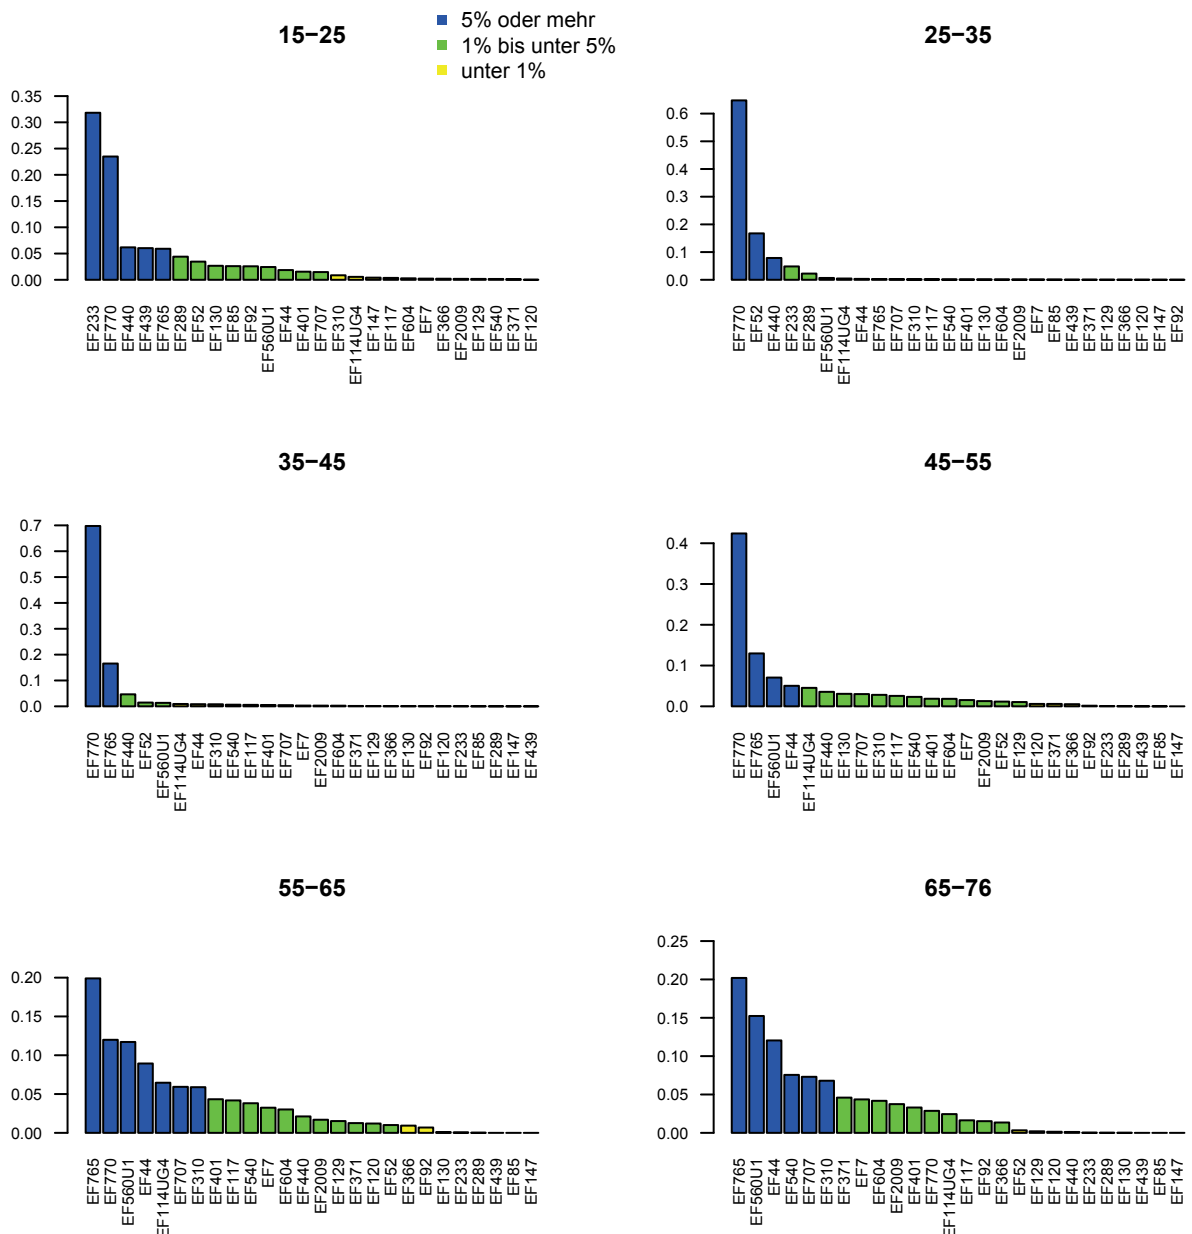 15−25
5% oder mehr
1% bis unter 5%
unter 1%
25−35
0.35
0.30
0.25
0.20
0.15
0.10
0.05
0.00
EF233
EF770
EF440
EF439
EF765
EF289
EF52
EF130
EF85
EF92
EF560U1
EF44
EF401
EF707
EF310
EF114UG4
EF147
EF117
EF604
EF7
EF366
EF2009
EF129
EF540
EF371
EF120
0.6
0.5
0.4
0.3
0.2
0.1
0.0
EF770
EF52
EF440
EF233
EF289
EF560U1
EF114UG4
EF44
EF765
EF707
EF310
EF117
EF540
EF401
EF130
EF604
EF2009
EF7
EF85
EF439
EF371
EF129
EF366
EF120
EF147
EF92
35−45
0.7
0.6
0.5
0.4
0.3
0.2
0.1
0.0
EF770
EF765
EF440
EF52
EF560U1
EF114UG4
EF44
EF310
EF540
EF117
EF401
EF707
EF7
EF2009
EF604
EF371
EF129
EF366
EF130
EF92
EF120
EF233
EF85
EF289
EF147
EF439
45−55
0.4
0.3
0.2
0.1
0.0
EF770
EF765
EF560U1
EF44
EF114UG4
EF440
EF130
EF707
EF310
EF117
EF540
EF401
EF604
EF7
EF2009
EF52
EF129
EF120
EF371
EF366
EF92
EF233
EF289
EF439
EF85
EF147
55−65
0.20
0.15
0.10
0.05
0.00
EF765
EF770
EF560U1
EF44
EF114UG4
EF707
EF310
EF401
EF117
EF540
EF7
EF604
EF440
EF2009
EF129
EF371
EF120
EF52
EF366
EF92
EF130
EF233
EF289
EF439
EF85
EF147
65−76
0.25
0.20
0.15
0.10
0.05
0.00
EF765
EF560U1
EF44
EF540
EF707
EF310
EF371
EF7
EF604
EF2009
EF401
EF770
EF114UG4
EF117
EF92
EF366
EF52
EF129
EF120
EF440
EF233
EF289
EF130
EF439
EF85
EF147